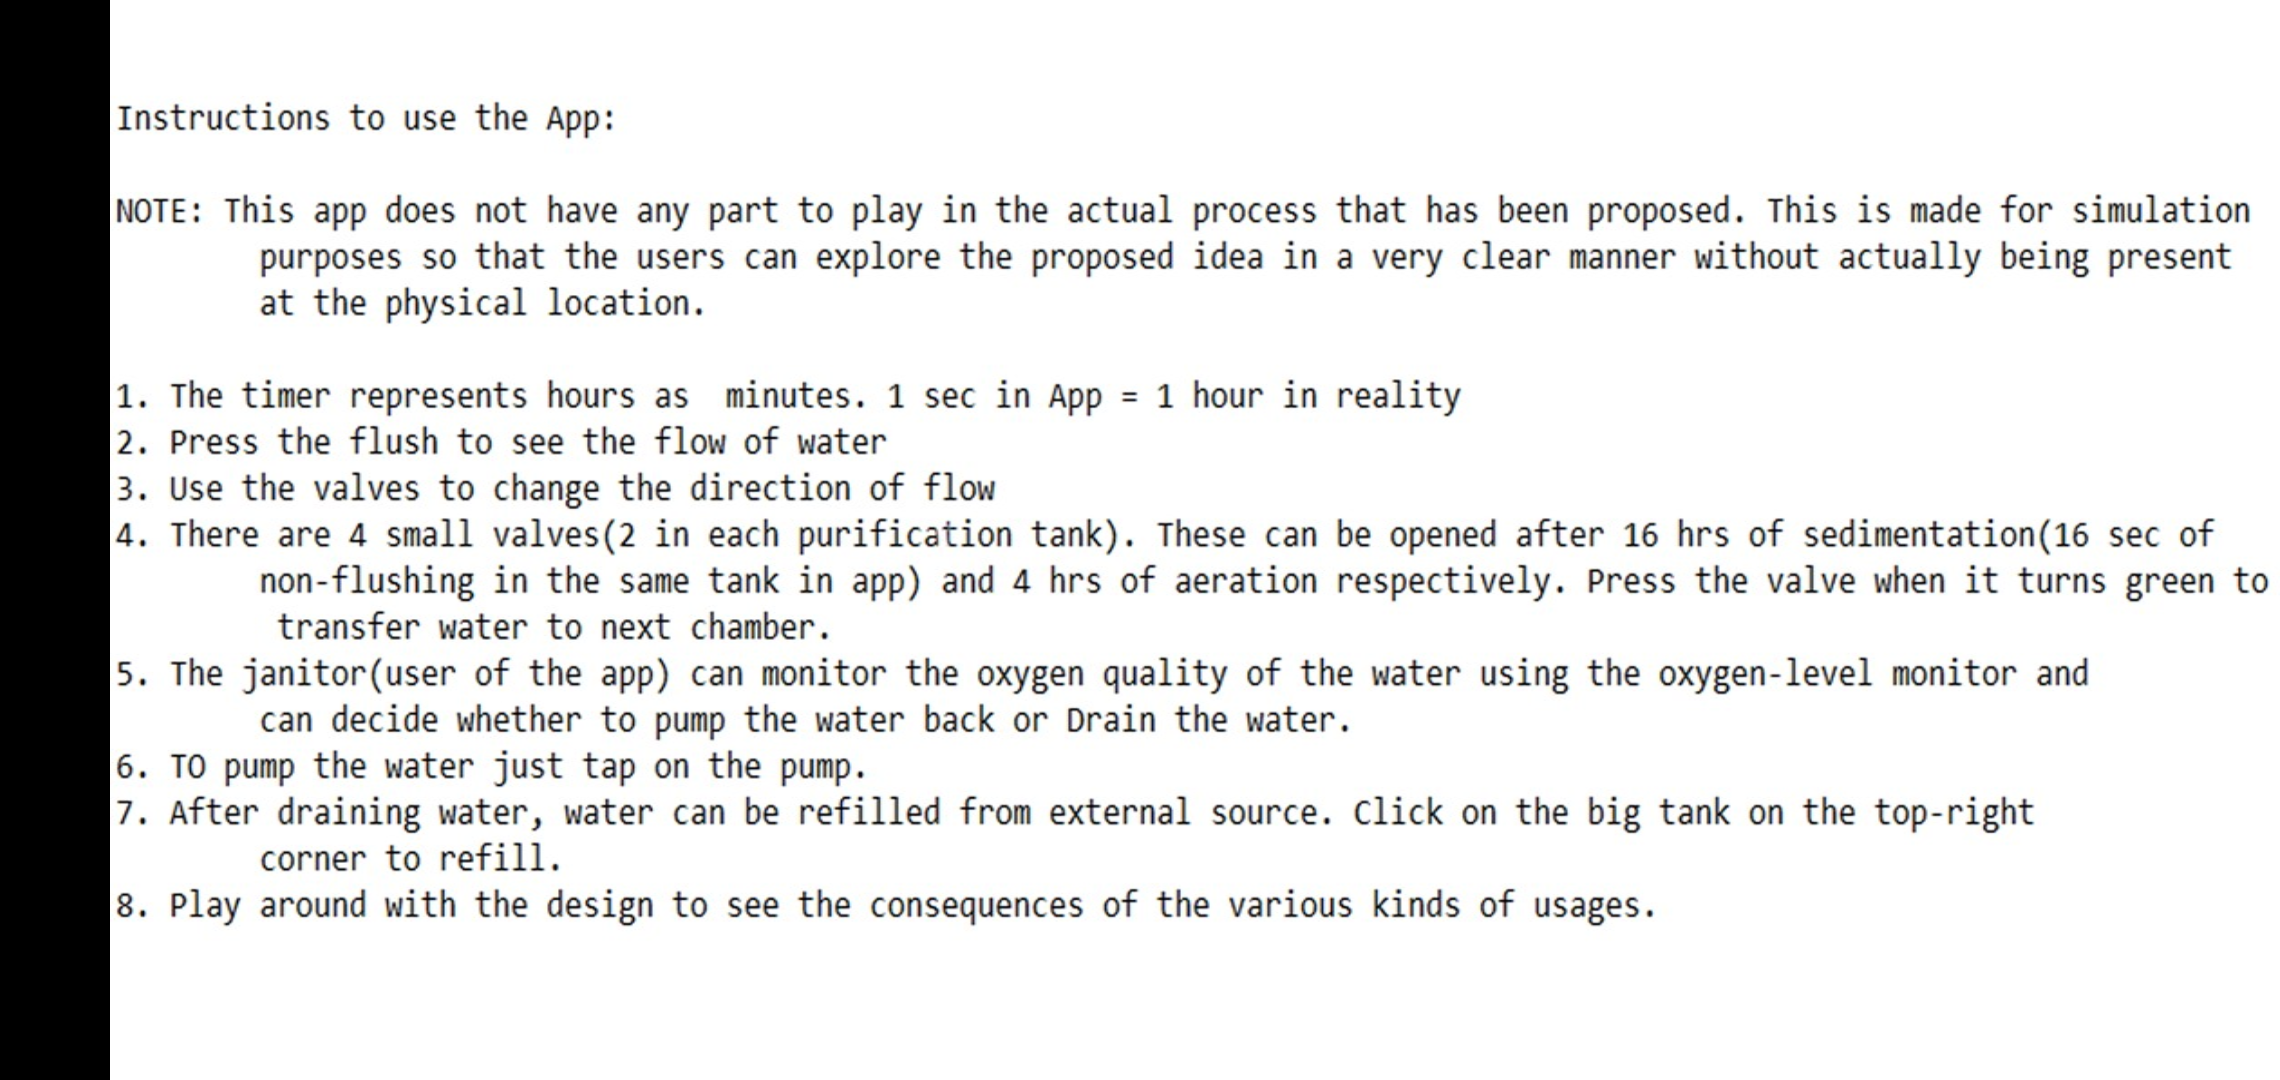 Instructions to use the App:
NOTE: This app does not have any part to play in the actual process that has been proposed. This is made for simulation
purposes so that the users can explore the proposed idea in a very clear manner without actually being present
at the physical location.
1. The timer represents hours as  minutes. 1 sec in App = 1 hour in reality
2. Press the flush to see the flow of water
3. Use the valves to change the direction of flow
4. There are 4 small valves(2 in each purification tank). These can be opened after 16 hrs of sedimentation(16 sec of
non-flushing in the same tank in app) and 4 hrs of aeration respectively. Press the valve when it turns green to
transfer water to next chamber.
5. The janitor(user of the app) can monitor the oxygen quality of the water using the oxygen-level monitor and
can decide whether to pump the water back or Drain the water.
6. TO pump the water just tap on the pump.
7. After draining water, water can be refilled from external source. Click on the big tank on the top-right
corner to refill.
8. Play around with the design to see the consequences of the various kinds of usages.